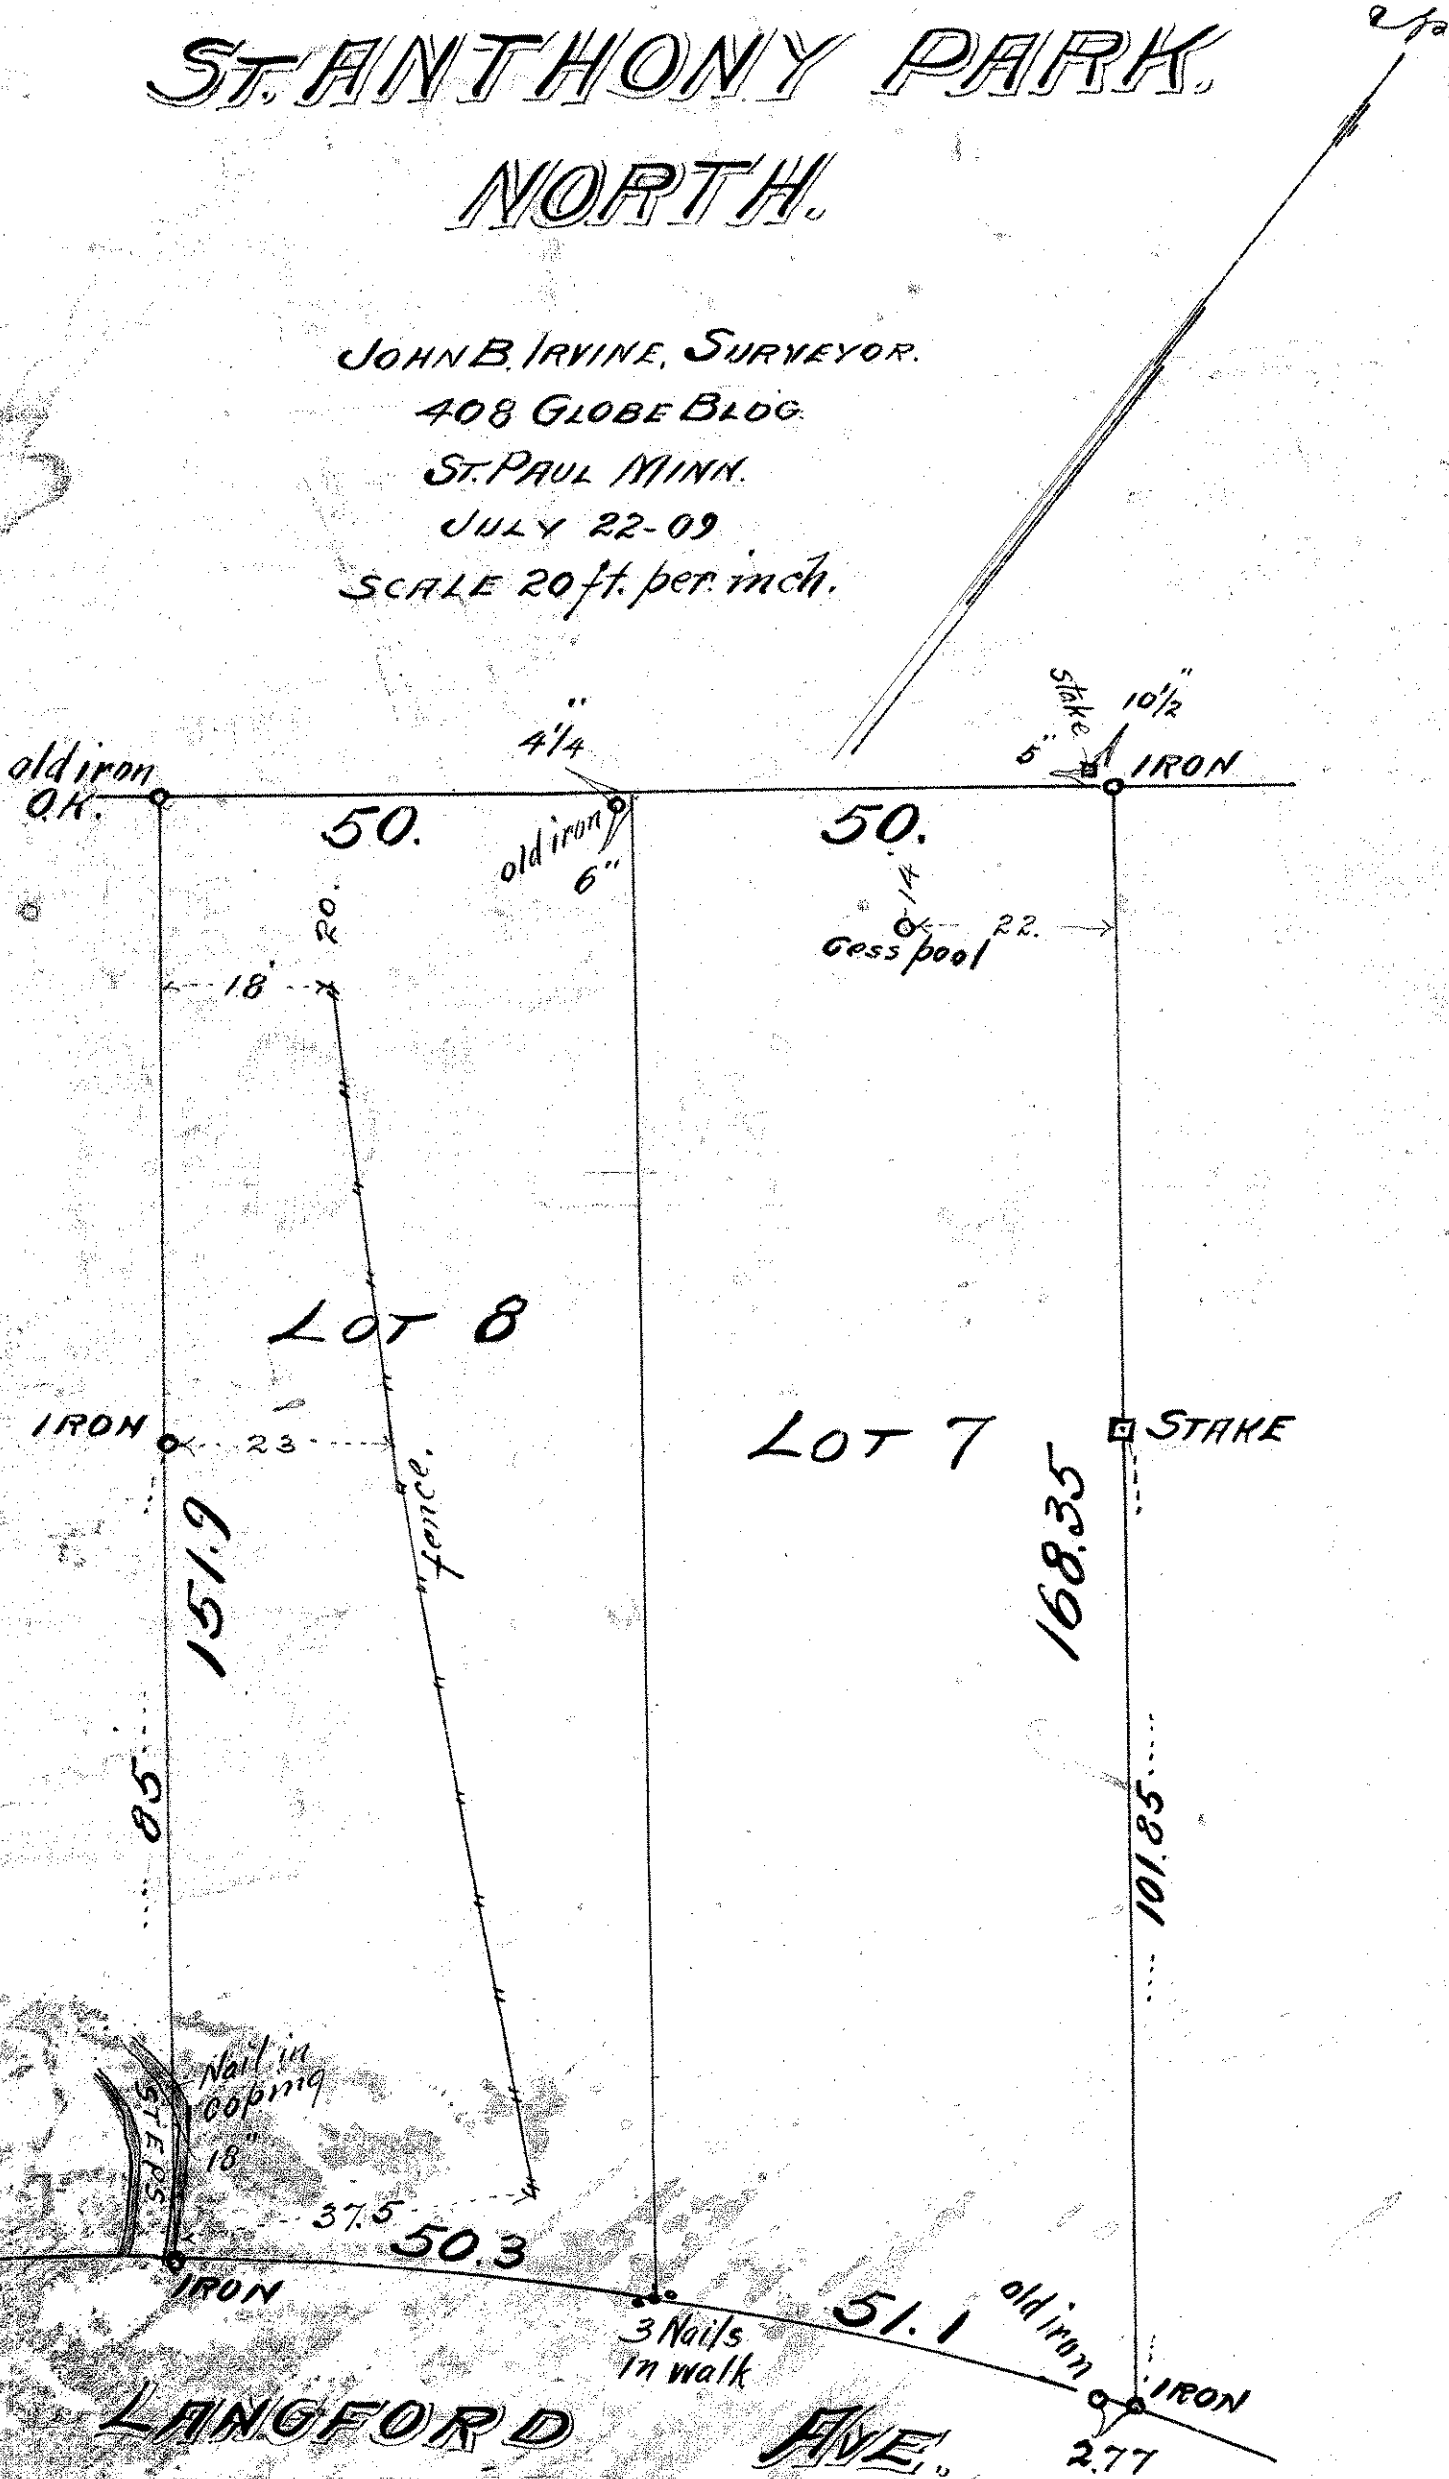 ST. ANTHONY PARK.
NORTH.
JOHN B. IRVINE, SURVEYOR.
408 GLOBE BLDG.
ST. PAUL MINN.
JULY 22-09
SCALE 20 ft. per. inch.
stake
10 1/2"
5"
IRON
4 1/4"
old iron
O.K.
50.
old iron
6"
50.
20.
14
Cess pool
22.
18
LOT 8
IRON
23
fence.
LOT 7
STAKE
151.9
168.35
85
101.85
Nail in
coping
18"
STEPS
37.5
50.3
IRON
3 Nails
in walk
51.1
old iron
IRON
2.77
LANGFORD AVE.